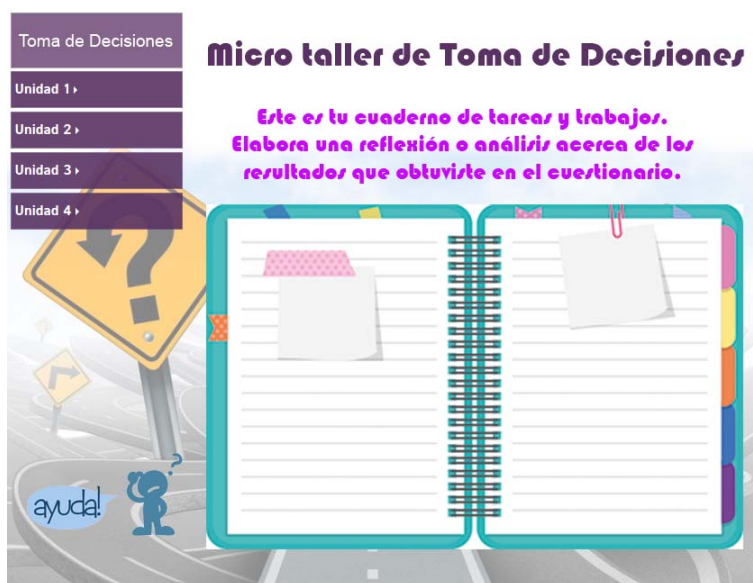 Toma de Decisiones
Unidad 1
Unidad 2
Unidad 3
Unidad 4
Micro taller de Toma de Decisiones
Este es tu cuaderno de tareas y trabajos.
Elabora una reflexión o análisis acerca de los
resultados que obtuviste en el cuestionario.
ayuda!